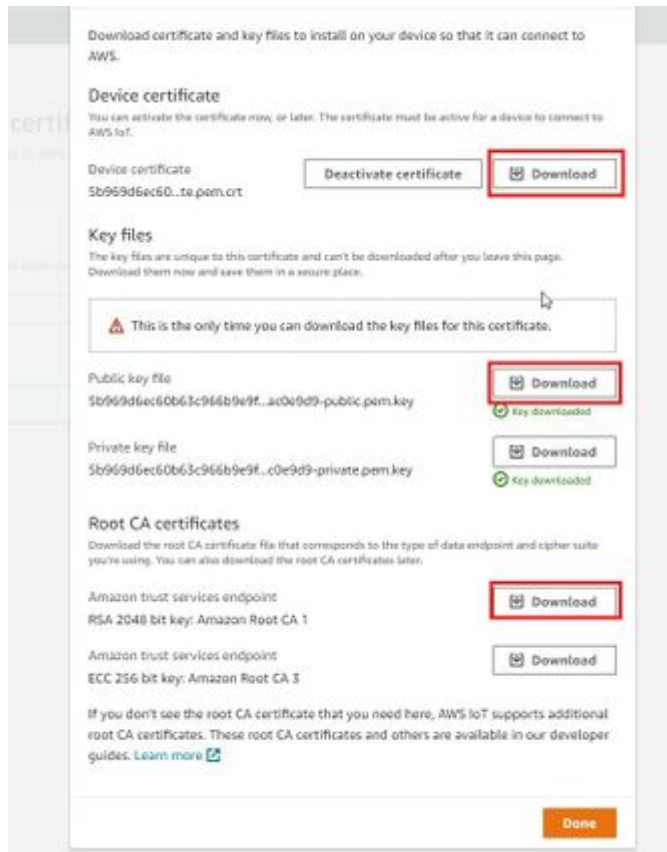 Download certificate and key files to install on your device so that it can connect to
AWS.
Device certificate
You can activate the certificate now, or later. The certificate must be active for a device to connect to
AWS IoT.
Device certificate
5b969d6ec60...te.pem.crt
Deactivate certificate
Download
Key files
The key files are unique to this certificate and can't be downloaded after you leave this page.
Download them now and save them in a secure place.
This is the only time you can download the key files for this certificate.
Public key file
5b969d6ec60b63c966b9e9f...ac0e9d9-public.pem.key
Download
Key downloaded
Private key file
5b969d6ec60b63c966b9e9f...c0e9d9-private.pem.key
Download
Key downloaded
Root CA certificates
Download the root CA certificate file that corresponds to the type of data endpoint and cipher suite
you're using. You can also download the root CA certificates later.
Amazon trust services endpoint
RSA 2048 bit key: Amazon Root CA 1
Download
Amazon trust services endpoint
ECC 256 bit key: Amazon Root CA 3
Download
If you don't see the root CA certificate that you need here, AWS IoT supports additional
root CA certificates. These root CA certificates and others are available in our developer
guides. Learn more
Done